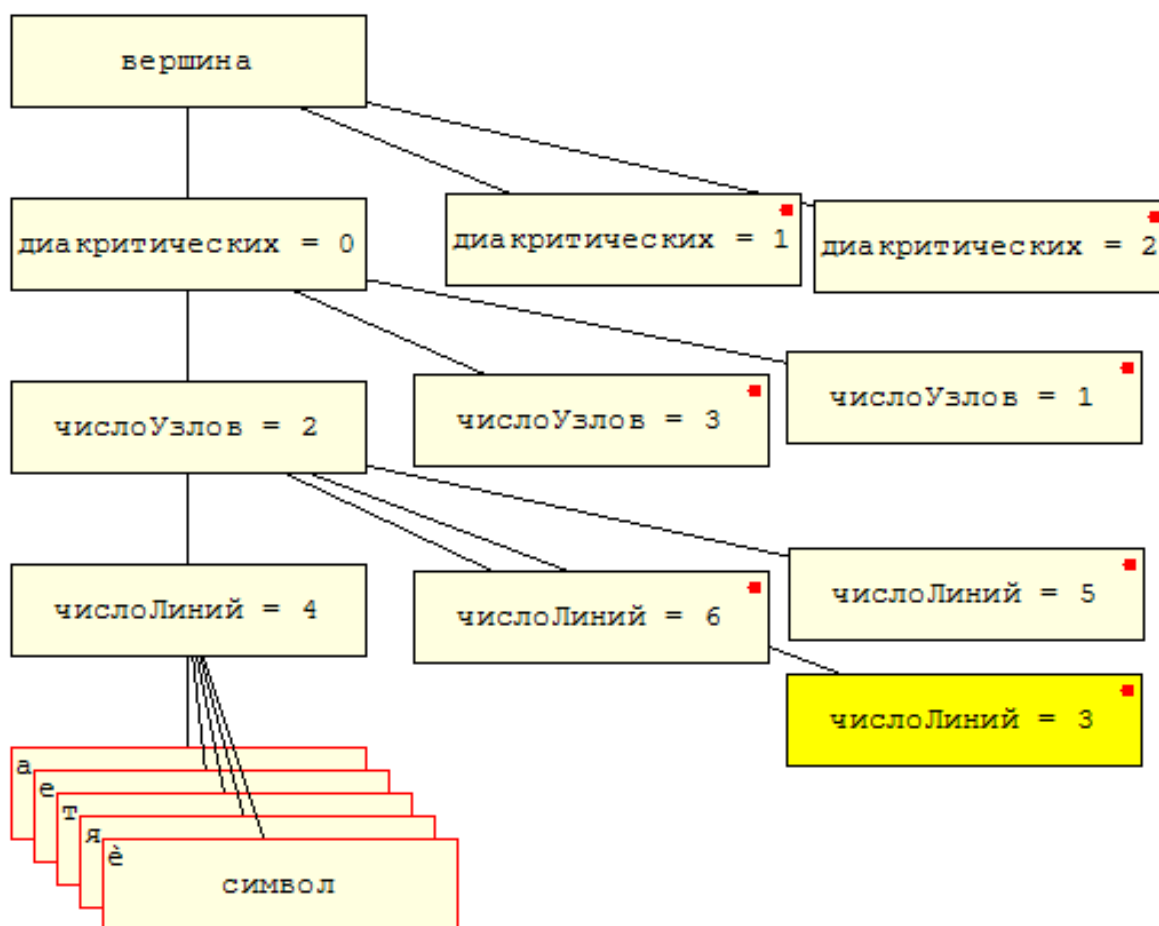 вершина
диакритических = 0
диакритических = 1
диакритических = 2
числоУзлов = 2
числоУзлов = 3
числоУзлов = 1
числоЛиний = 4
числоЛиний = 6
числоЛиний = 5
числоЛиний = 3
а
е
т
я
ѐ
символ